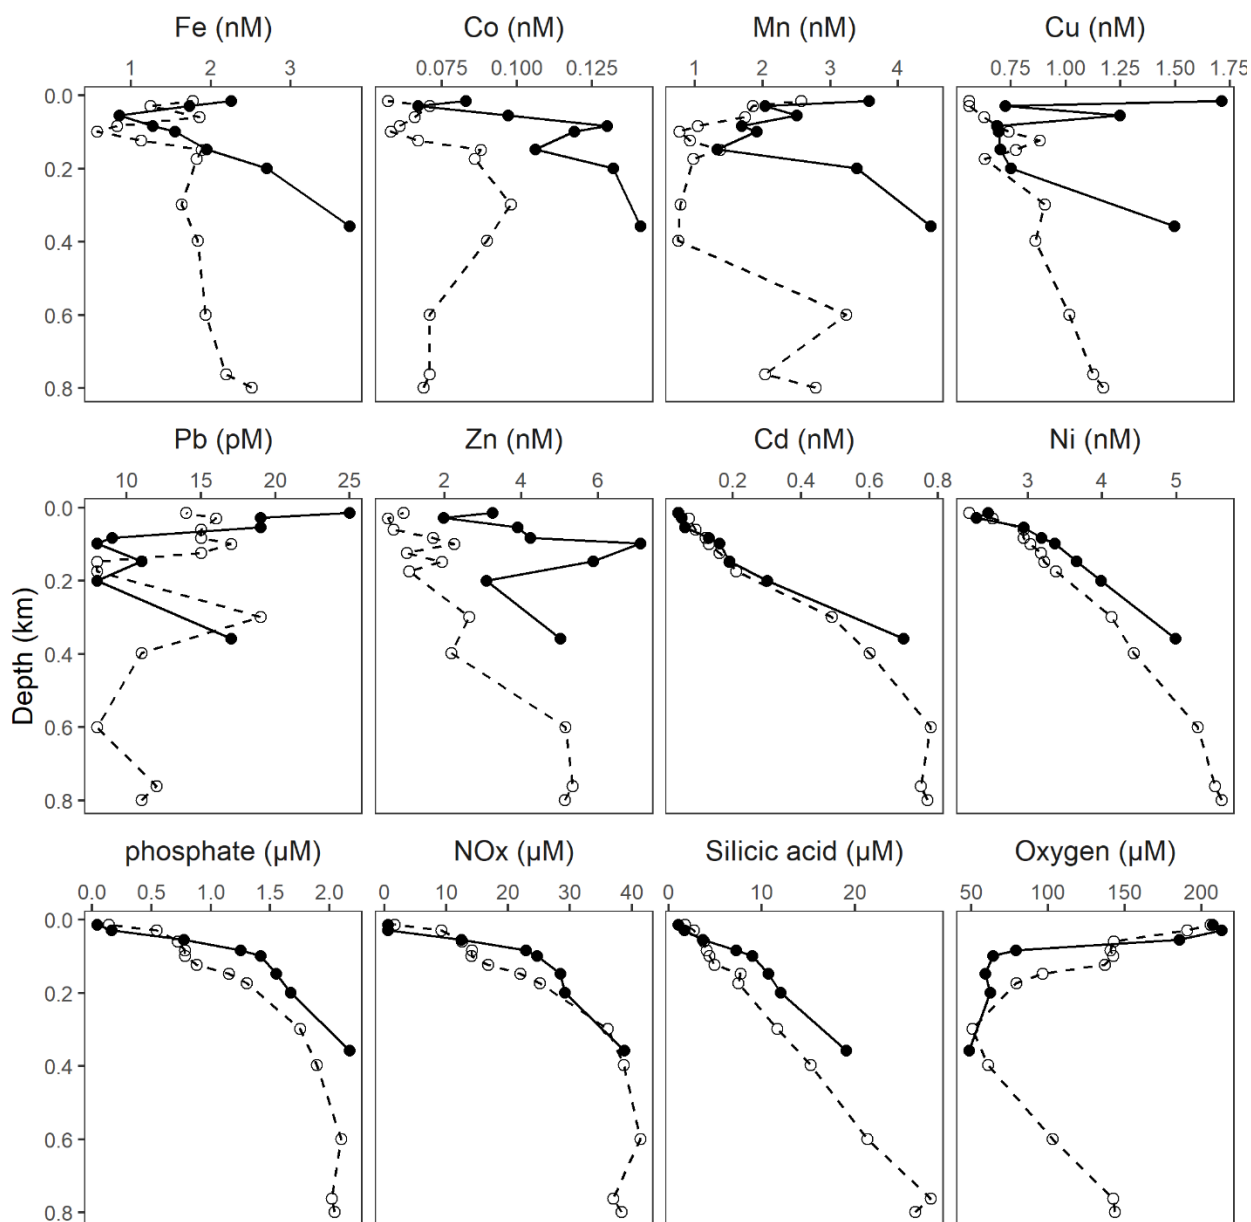 Fe (nM) Co (nM) Mn (nM) Cu (nM)
1 2 3 0.075 0.100 0.125 1 2 3 4 0.75 1.00 1.25 1.50 1.75
0.0
0.2
0.4
0.6
0.8
Pb (pM) Zn (nM) Cd (nM) Ni (nM)
10 15 20 25 2 4 6 0.2 0.4 0.6 0.8 3 4 5
0.0
0.2
0.4
0.6
0.8
Depth (km)
phosphate (µM) NOx (µM) Silicic acid (µM) Oxygen (µM)
0.0 0.5 1.0 1.5 2.0 0 10 20 30 40 0 10 20 50 100 150 200
0.0
0.2
0.4
0.6
0.8